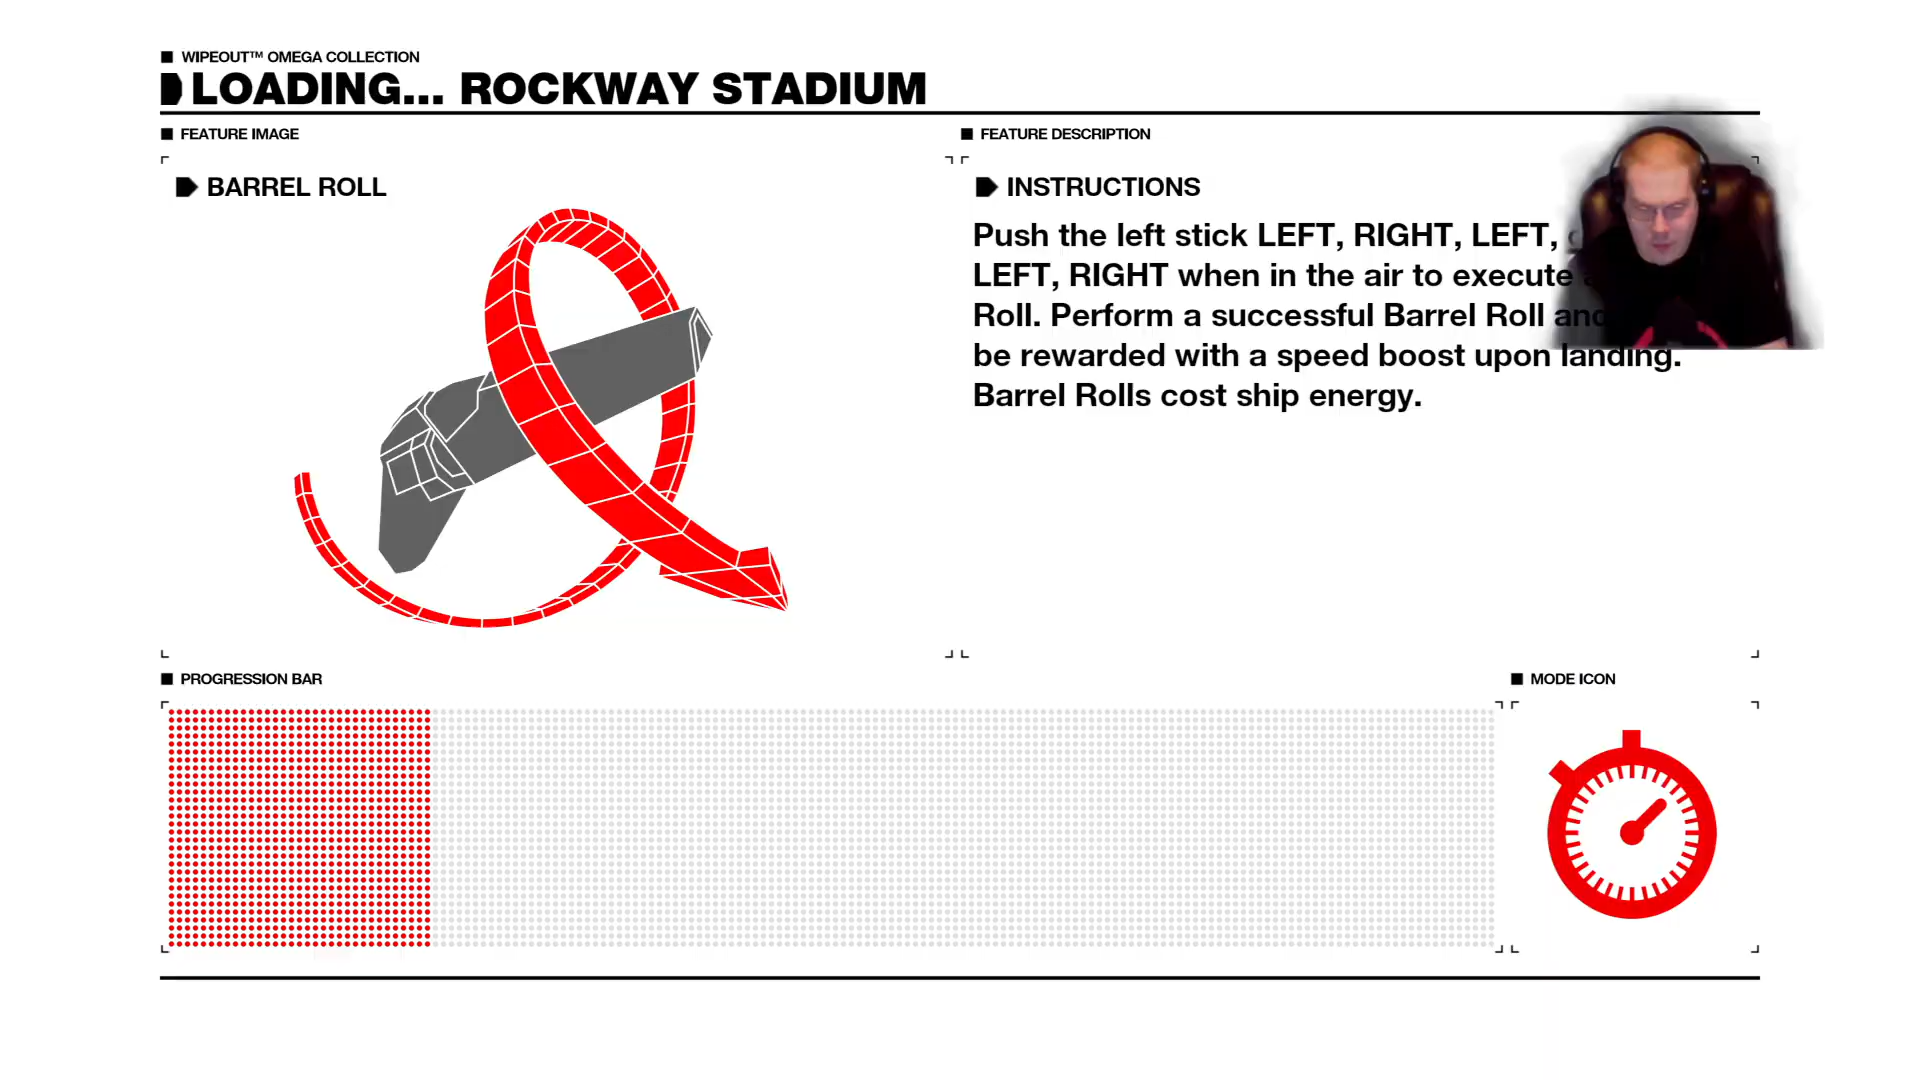 WIPEOUT™ OMEGA COLLECTION
LOADING... ROCKWAY STADIUM
FEATURE IMAGE
BARREL ROLL
FEATURE DESCRIPTION
INSTRUCTIONS
Push the left stick LEFT, RIGHT, LEFT,
LEFT, RIGHT when in the air to execute
Roll. Perform a successful Barrel Roll and
be rewarded with a speed boost upon landing.
Barrel Rolls cost ship energy.
PROGRESSION BAR
MODE ICON